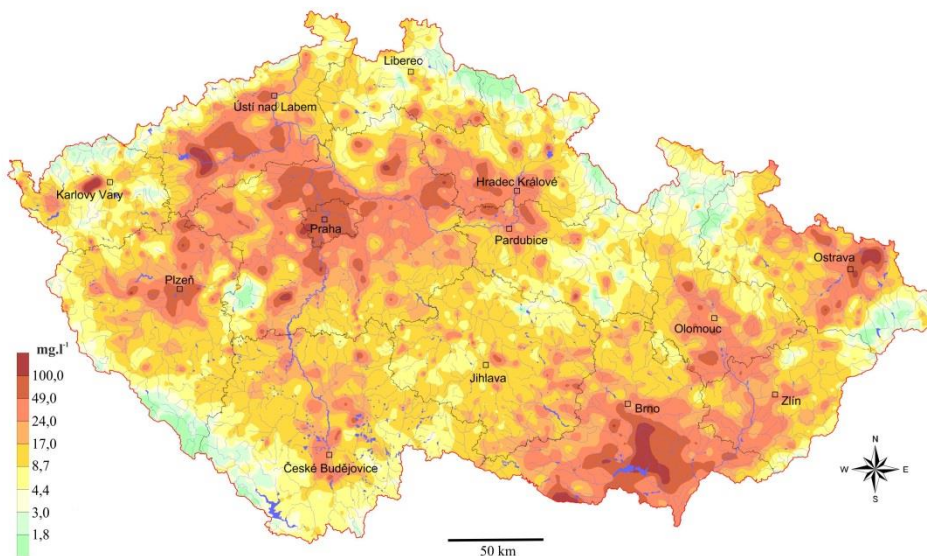 Liberec
Ústí nad Labem
Karlovy Vary
Hradec Králové
Praha
Pardubice
Ostrava
Plzeň
Olomouc
Jihlava
Zlín
Brno
České Budějovice
mg.l⁻¹
100,0
49,0
24,0
17,0
8,7
4,4
3,0
1,8
N
W E
S
50 km